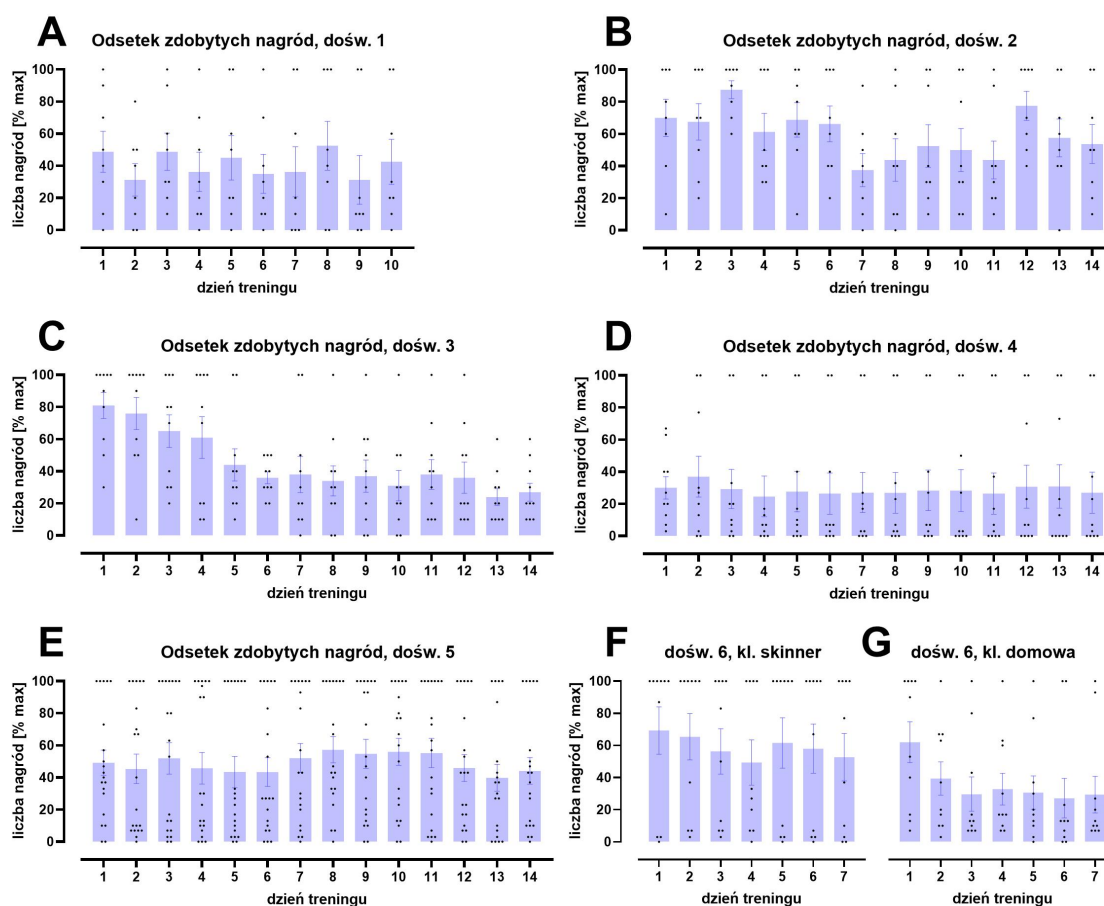 A
Odsetek zdobytych nagród, dośw. 1
liczba nagród [% max]
100
80
60
40
20
0
1 2 3 4 5 6 7 8 9 10
dzień treningu
B
Odsetek zdobytych nagród, dośw. 2
liczba nagród [% max]
100
80
60
40
20
0
1 2 3 4 5 6 7 8 9 10 11 12 13 14
dzień treningu
C
Odsetek zdobytych nagród, dośw. 3
liczba nagród [% max]
100
80
60
40
20
0
1 2 3 4 5 6 7 8 9 10 11 12 13 14
dzień treningu
D
Odsetek zdobytych nagród, dośw. 4
liczba nagród [% max]
100
80
60
40
20
0
1 2 3 4 5 6 7 8 9 10 11 12 13 14
dzień treningu
E
Odsetek zdobytych nagród, dośw. 5
liczba nagród [% max]
100
80
60
40
20
0
1 2 3 4 5 6 7 8 9 10 11 12 13 14
dzień treningu
F
dośw. 6, kl. skinner
liczba nagród [% max]
100
80
60
40
20
0
1 2 3 4 5 6 7
dzień treningu
G
dośw. 6, kl. domowa
100
80
60
40
20
0
1 2 3 4 5 6 7
dzień treningu